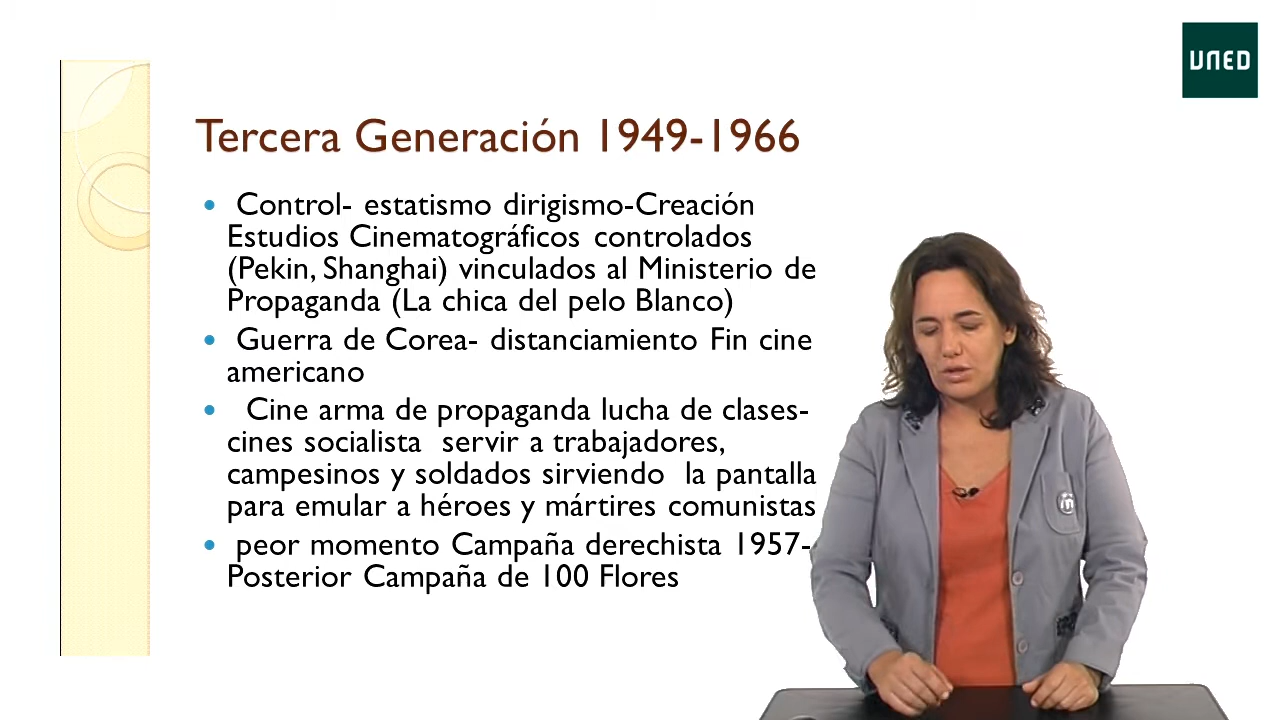 UNED
Tercera Generación 1949-1966
• Control- estatismo dirigismo-Creación
Estudios Cinematográficos controlados
(Pekin, Shanghai) vinculados al Ministerio de
Propaganda (La chica del pelo Blanco)
• Guerra de Corea- distanciamiento Fin cine
americano
• Cine arma de propaganda lucha de clases-
cines socialista servir a trabajadores,
campesinos y soldados sirviendo la pantalla
para emular a héroes y mártires comunistas
• peor momento Campaña derechista 1957-
Posterior Campaña de 100 Flores